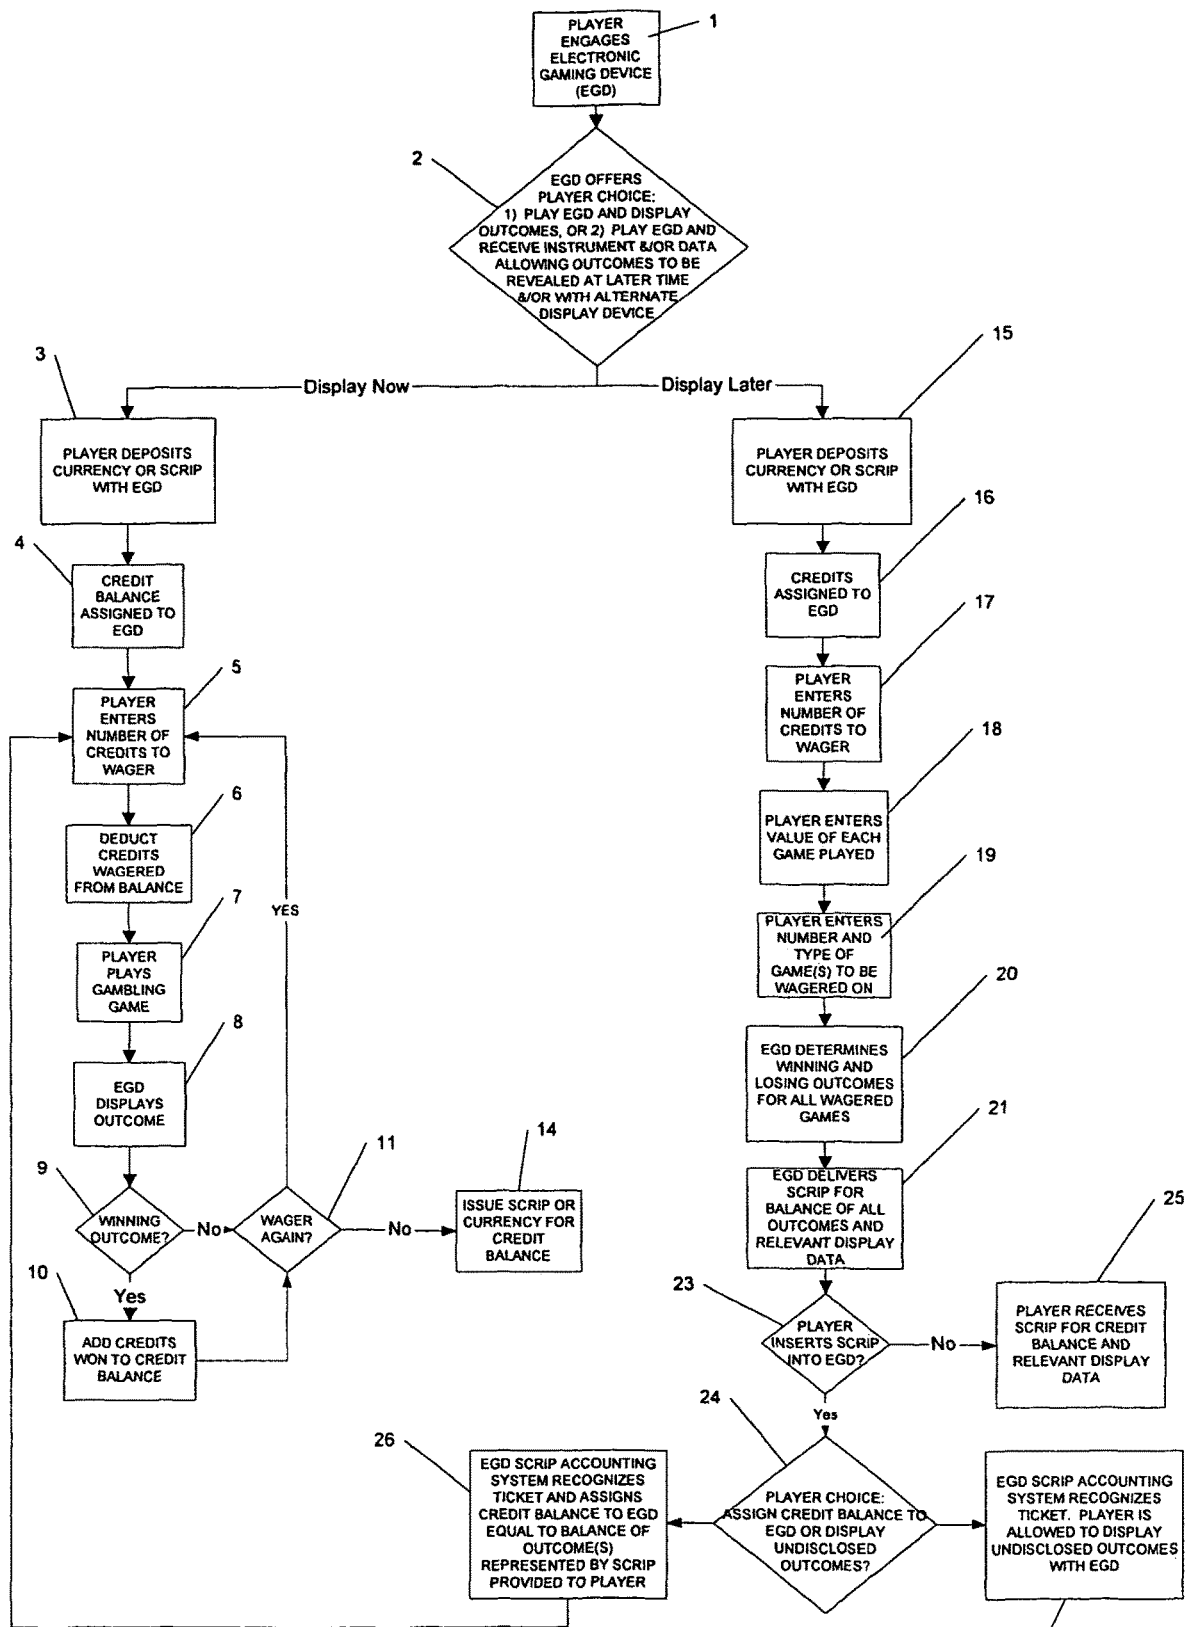 1
PLAYER
ENGAGES
ELECTRONIC
GAMING DEVICE
(EGD)
2
EGD OFFERS
PLAYER CHOICE:
1) PLAY EGD AND DISPLAY
OUTCOMES, OR 2) PLAY EGD AND
RECEIVE INSTRUMENT &/OR DATA
ALLOWING OUTCOMES TO BE
REVEALED AT LATER TIME
&/OR WITH ALTERNATE
DISPLAY DEVICE
Display Now
Display Later
3
PLAYER DEPOSITS
CURRENCY OR SCRIP
WITH EGD
4
CREDIT
BALANCE
ASSIGNED TO
EGD
5
PLAYER
ENTERS
NUMBER OF
CREDITS TO
WAGER
6
DEDUCT
CREDITS
WAGERED
FROM BALANCE
YES
7
PLAYER
PLAYS
GAMBLING
GAME
8
EGD
DISPLAYS
OUTCOME
9
WINNING
OUTCOME?
No
11
WAGER
AGAIN?
No
14
ISSUE SCRIP OR
CURRENCY FOR
CREDIT
BALANCE
Yes
10
ADD CREDITS
WON TO CREDIT
BALANCE
15
PLAYER DEPOSITS
CURRENCY OR SCRIP
WITH EGD
16
CREDITS
ASSIGNED TO
EGD
17
PLAYER
ENTERS
NUMBER OF
CREDITS TO
WAGER
18
PLAYER ENTERS
VALUE OF EACH
GAME PLAYED
19
PLAYER ENTERS
NUMBER AND
TYPE OF
GAME(S) TO BE
WAGERED ON
20
EGD DETERMINES
WINNING AND
LOSING OUTCOMES
FOR ALL WAGERED
GAMES
21
EGD DELIVERS
SCRIP FOR
BALANCE OF ALL
OUTCOMES AND
RELEVANT DISPLAY
DATA
23
PLAYER
INSERTS SCRIP
INTO EGD?
No
25
PLAYER RECEIVES
SCRIP FOR CREDIT
BALANCE AND
RELEVANT DISPLAY
DATA
Yes
24
PLAYER CHOICE:
ASSIGN CREDIT BALANCE TO
EGD OR DISPLAY
UNDISCLOSED
OUTCOMES?
26
EGD SCRIP ACCOUNTING
SYSTEM RECOGNIZES
TICKET AND ASSIGNS
CREDIT BALANCE TO EGD
EQUAL TO BALANCE OF
OUTCOME(S)
REPRESENTED BY SCRIP
PROVIDED TO PLAYER
EGD SCRIP ACCOUNTING
SYSTEM RECOGNIZES
TICKET. PLAYER IS
ALLOWED TO DISPLAY
UNDISCLOSED OUTCOMES
WITH EGD